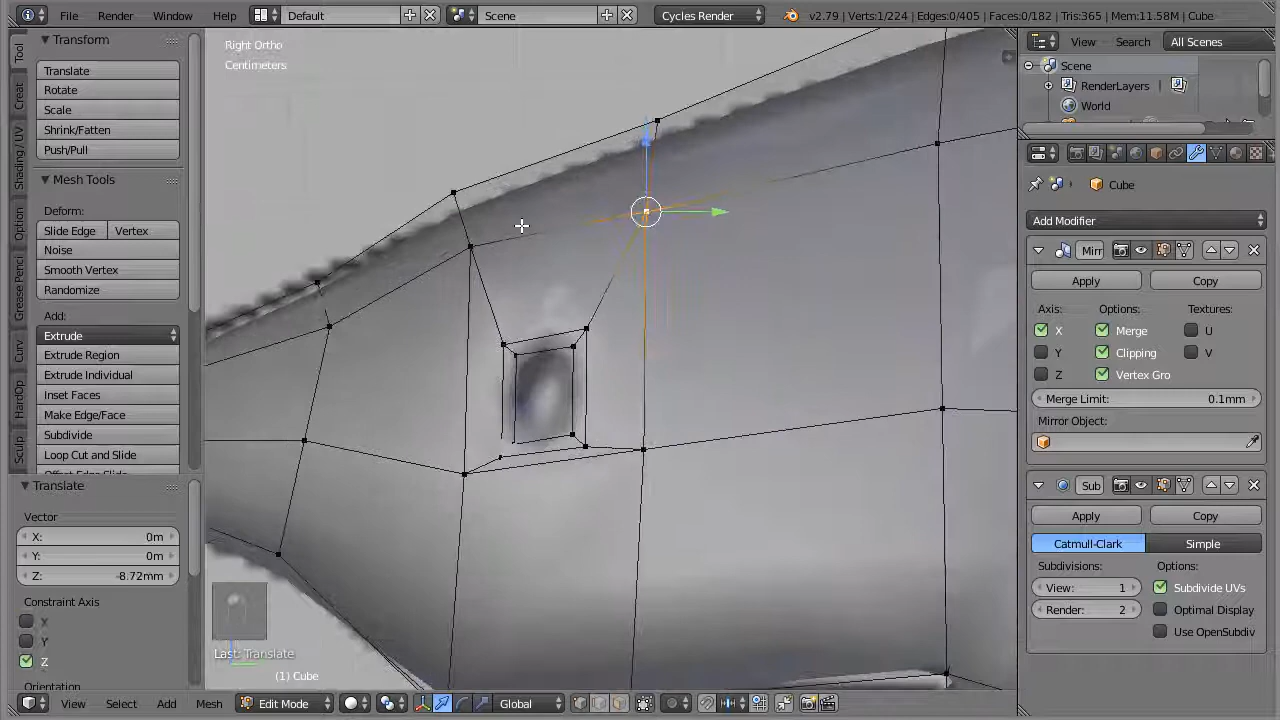 File Render Window Help Default Scene Cycles Render v2.79 | Verts:1/224 | Edges:0/405 | Faces:0/182 | Tris:365 | Mem:11.58M | Cube
Transform
Translate
Rotate
Scale
Shrink/Fatten
Push/Pull
Mesh Tools
Deform:
Slide Edge Vertex
Noise
Smooth Vertex
Randomize
Add:
Extrude
Extrude Region
Extrude Individual
Inset Faces
Make Edge/Face
Subdivide
Loop Cut and Slide
Offset Edge Slide
Tool
Creat
Shading / UV
Option
Grease Penci
Curv
HardOp
Sculp
Translate
Vector
X: 0m
Y: 0m
Z: -8.72mm
Constraint Axis
X
Y
Z
Orientation
Right Ortho
Centimeters
Last: Translate
(1) Cube
View Select Add Mesh Edit Mode Global
View Search All Scenes
Scene
RenderLayers
World
Cube
Add Modifier
Mirr
Apply Copy
Axis: Options: Textures:
X Merge U
Y Clipping V
Z Vertex Gro
Merge Limit: 0.1mm
Mirror Object:
Sub
Apply Copy
Catmull-Clark Simple
Subdivisions: Options:
View: 1 Subdivide UVs
Render: 2 Optimal Display
Use OpenSubdiv